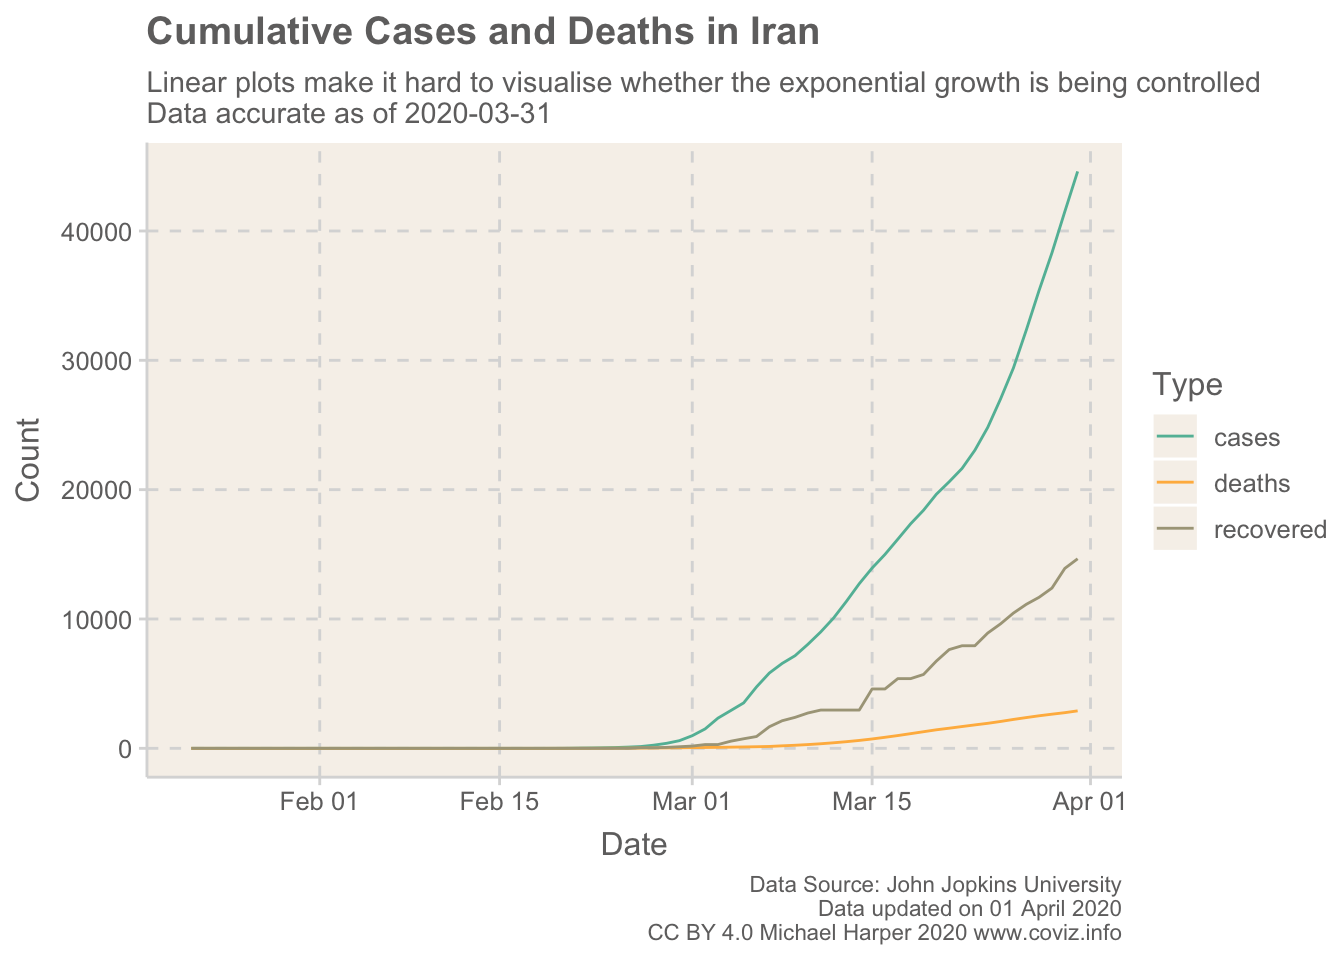 Cumulative Cases and Deaths in Iran
Linear plots make it hard to visualise whether the exponential growth is being controlled
Data accurate as of 2020-03-31
Count
40000
30000
20000
10000
0
Feb 01
Feb 15
Mar 01
Mar 15
Apr 01
Date
Type
cases
deaths
recovered
Data Source: John Jopkins University
Data updated on 01 April 2020
CC BY 4.0 Michael Harper 2020 www.coviz.info